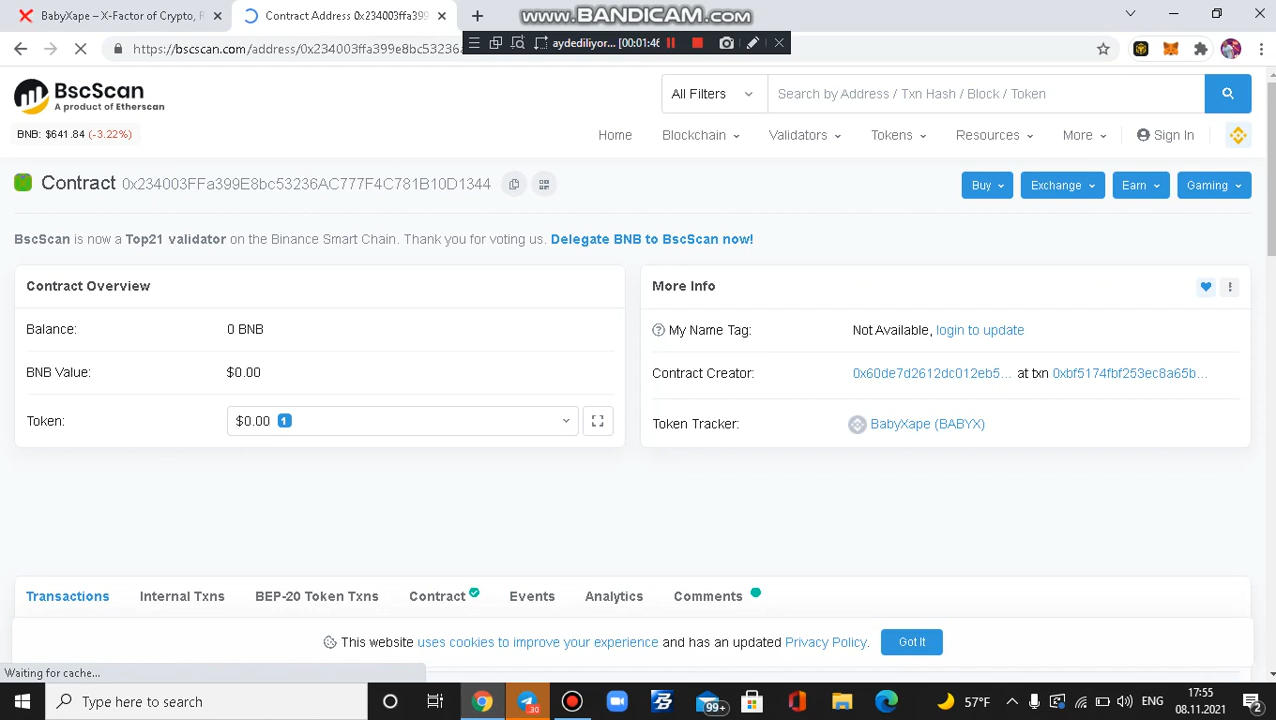 BabyXape – X-Factor of Crypto, R
Contract Address 0x234003ffa399
www.BANDICAM.com
https://bscscan.com/address/0x234003ffa399e8bc53236
aydediliyor... [00:01:46
BscScan
A product of Etherscan
All Filters
Search by Address / Txn Hash / Block / Token
BNB: $641.84 (-3.22%)
Home
Blockchain
Validators
Tokens
Resources
More
Sign In
Contract 0x234003FFa399E8bc53236AC777F4C781B10D1344
Buy
Exchange
Earn
Gaming
BscScan is now a Top21 validator on the Binance Smart Chain. Thank you for voting us. Delegate BNB to BscScan now!
Contract Overview
Balance: 0 BNB
BNB Value: $0.00
Token: $0.00 1
More Info
My Name Tag: Not Available, login to update
Contract Creator: 0x60de7d2612dc012eb5... at txn 0xbf5174fbf253ec8a65b...
Token Tracker: BabyXape (BABYX)
Transactions
Internal Txns
BEP-20 Token Txns
Contract
Events
Analytics
Comments
This website uses cookies to improve your experience and has an updated Privacy Policy.
Got It
Waiting for cache...
Type here to search
30
99+
57°F
ENG
17:55
08.11.2021
2